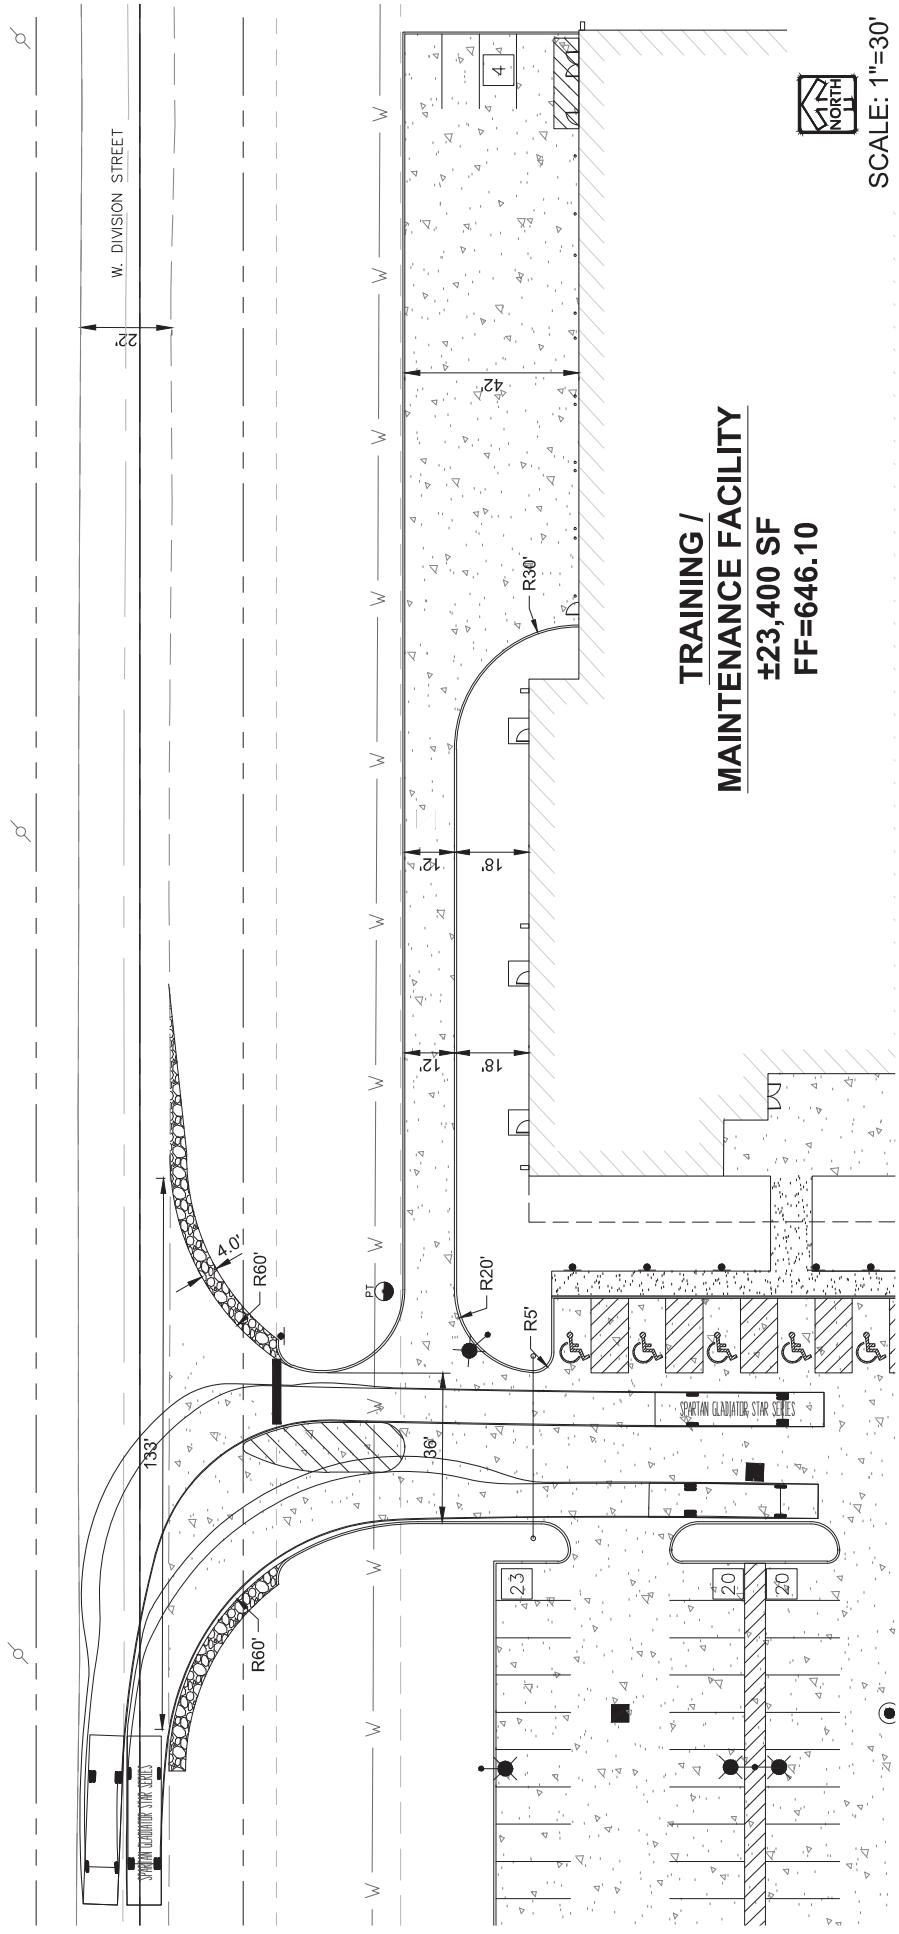 W. DIVISION STREET
22'
4
42'
NORTH
SCALE: 1"=30'
TRAINING /
MAINTENANCE FACILITY
±23,400 SF
FF=646.10
R30'
12'
18'
12'
18'
W
W
W
W
W
W
W
W
W
W
W
W
4.0'
R60'
PT
R20'
R5'
133'
36'
SPARTAN GLADIATOR STAR SERIES
R60'
23
20
20
SPARTAN GLADIATOR STAR SERIES